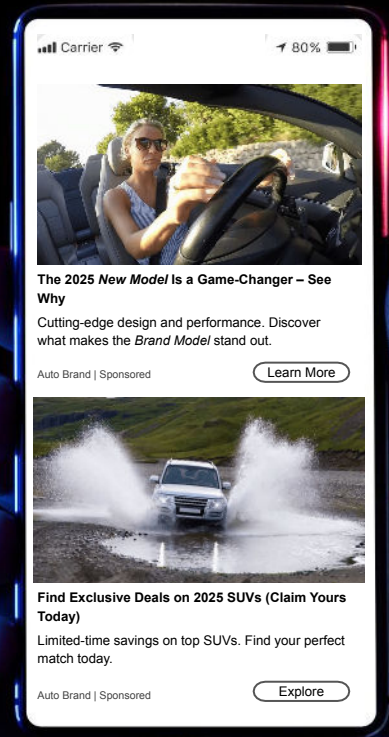 Carrier 80%
The 2025 New Model Is a Game-Changer – See
Why
Cutting-edge design and performance. Discover
what makes the Brand Model stand out.
Auto Brand | Sponsored Learn More
Find Exclusive Deals on 2025 SUVs (Claim Yours
Today)
Limited-time savings on top SUVs. Find your perfect
match today.
Auto Brand | Sponsored Explore